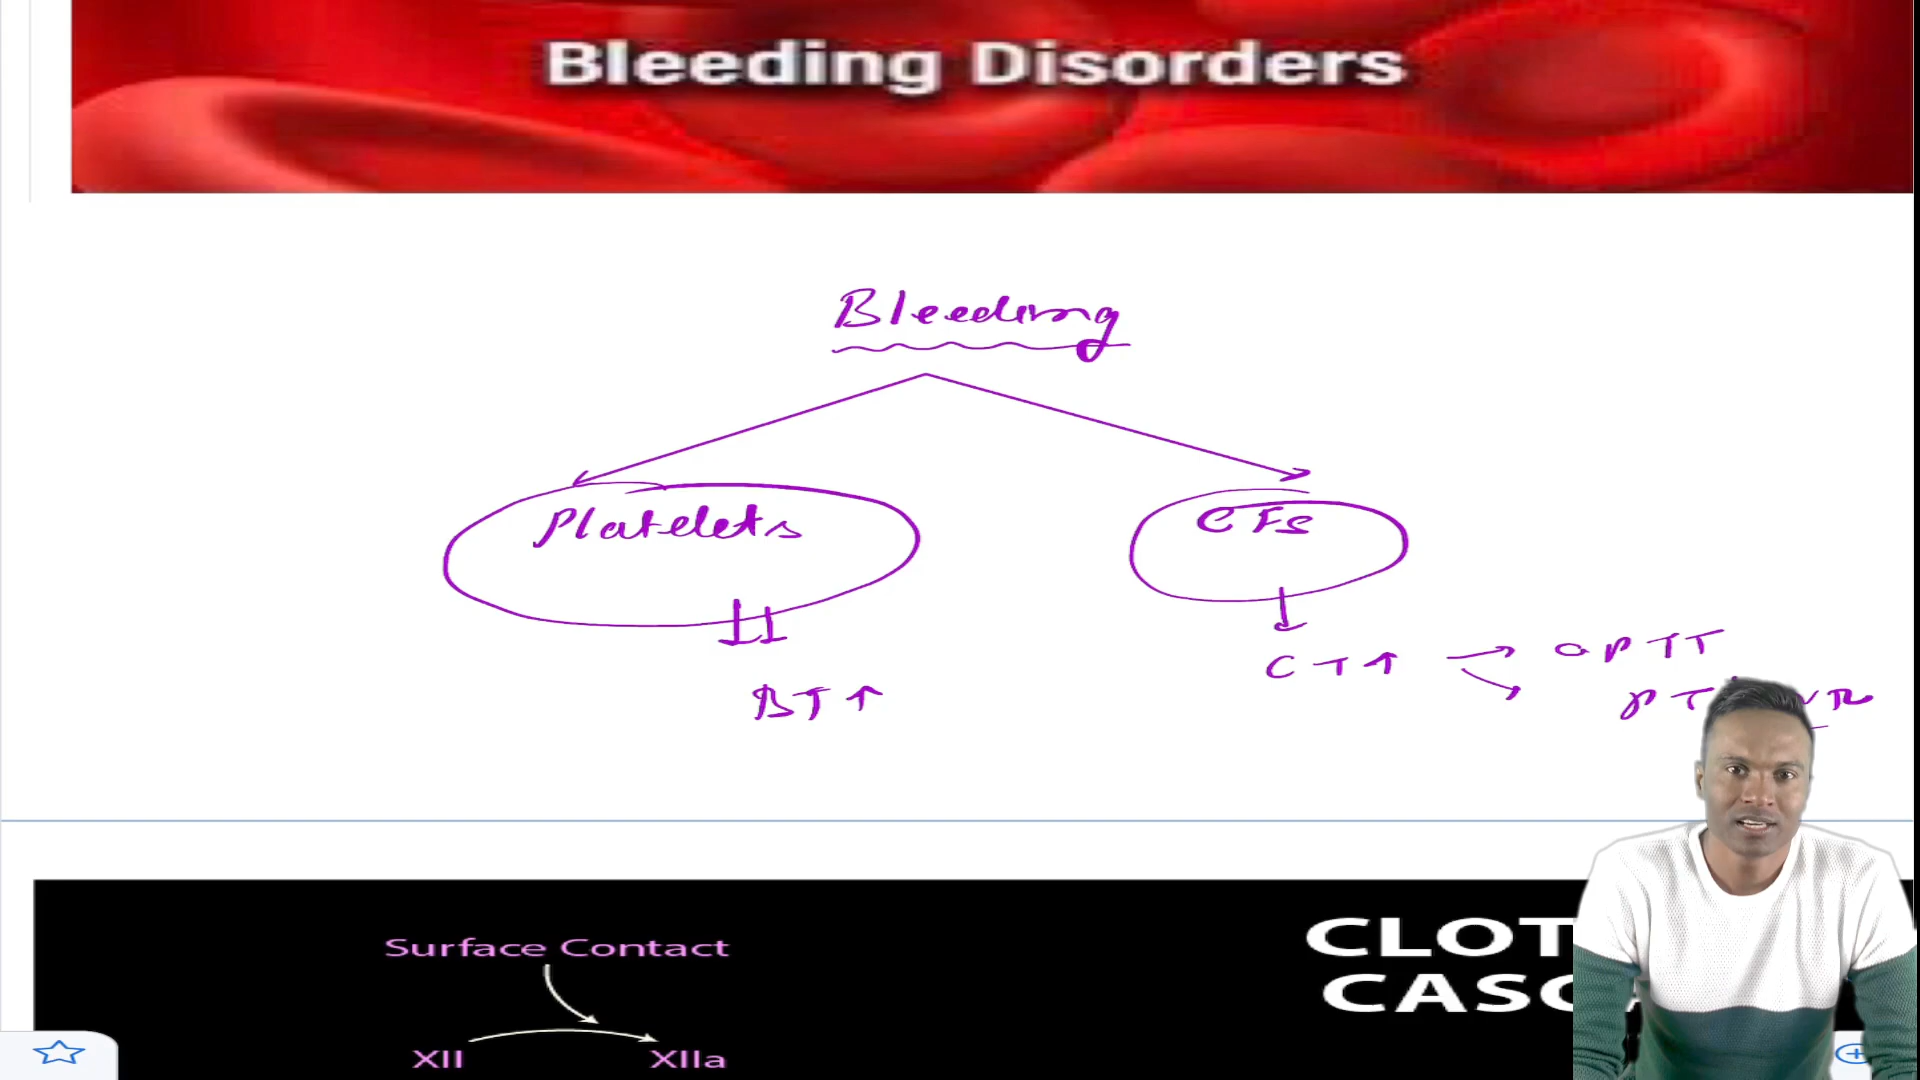 Bleeding Disorders
Bleeding
Platelets
CFs
CT↑ → aPTT
PT
BT↑
CLOT
CASC
Surface Contact
XII
XIIa